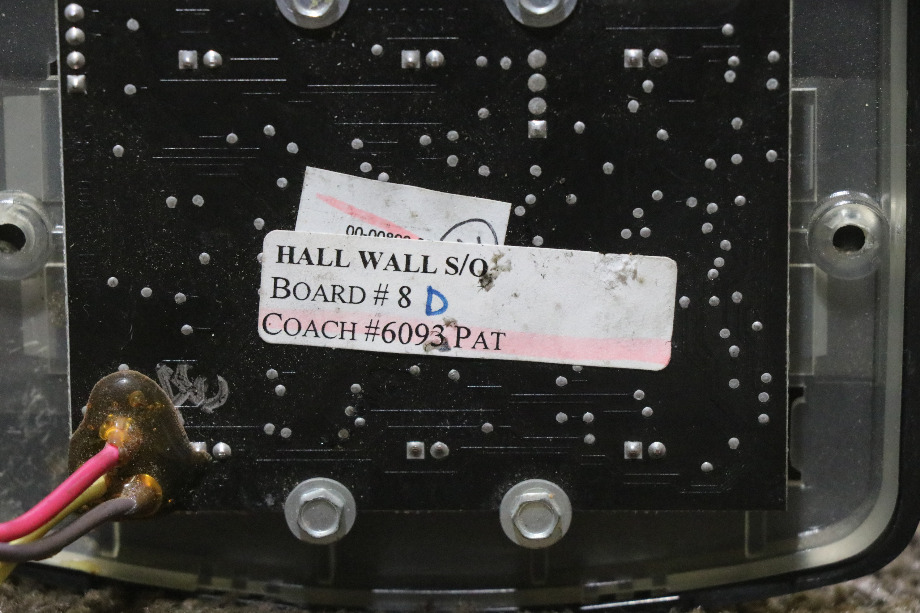 HALL WALL S/O
BOARD # 8 D
COACH #6093 PAT